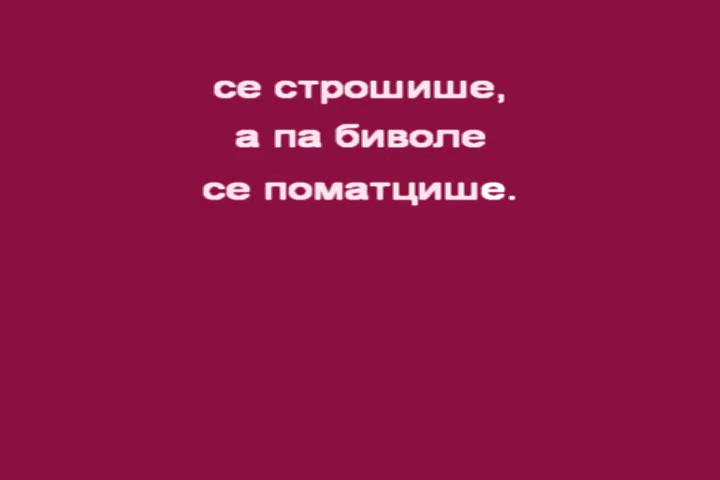 се строшише,
а па биволе
се поматцише.